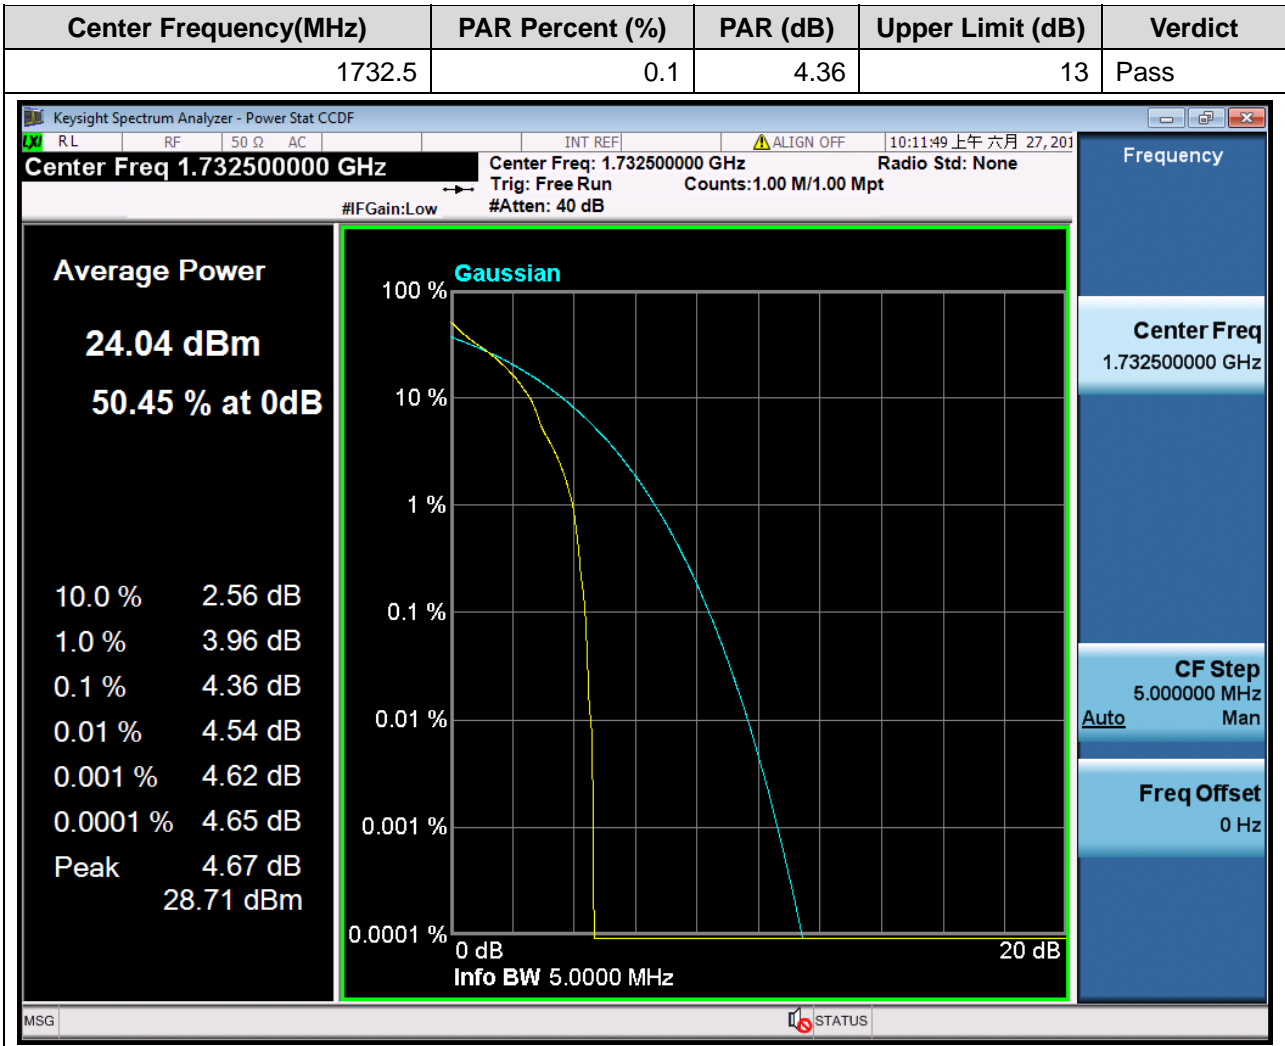 Center Frequency(MHz) PAR Percent (%) PAR (dB) Upper Limit (dB) Verdict
1732.5 0.1 4.36 13 Pass
Keysight Spectrum Analyzer - Power Stat CCDF
LXI RL RF 50 Ω AC INT REF ALIGN OFF 10:11:49 上午 六月 27, 201
Center Freq 1.732500000 GHz
Center Freq: 1.732500000 GHz Radio Std: None
Trig: Free Run Counts:1.00 M/1.00 Mpt
#IFGain:Low #Atten: 40 dB
Frequency
Average Power
24.04 dBm
50.45 % at 0dB
10.0 % 2.56 dB
1.0 % 3.96 dB
0.1 % 4.36 dB
0.01 % 4.54 dB
0.001 % 4.62 dB
0.0001 % 4.65 dB
Peak 4.67 dB
28.71 dBm
Gaussian
100 %
10 %
1 %
0.1 %
0.01 %
0.001 %
0.0001 %
0 dB 20 dB
Info BW 5.0000 MHz
Center Freq
1.732500000 GHz
CF Step
5.000000 MHz
Auto Man
Freq Offset
0 Hz
MSG STATUS